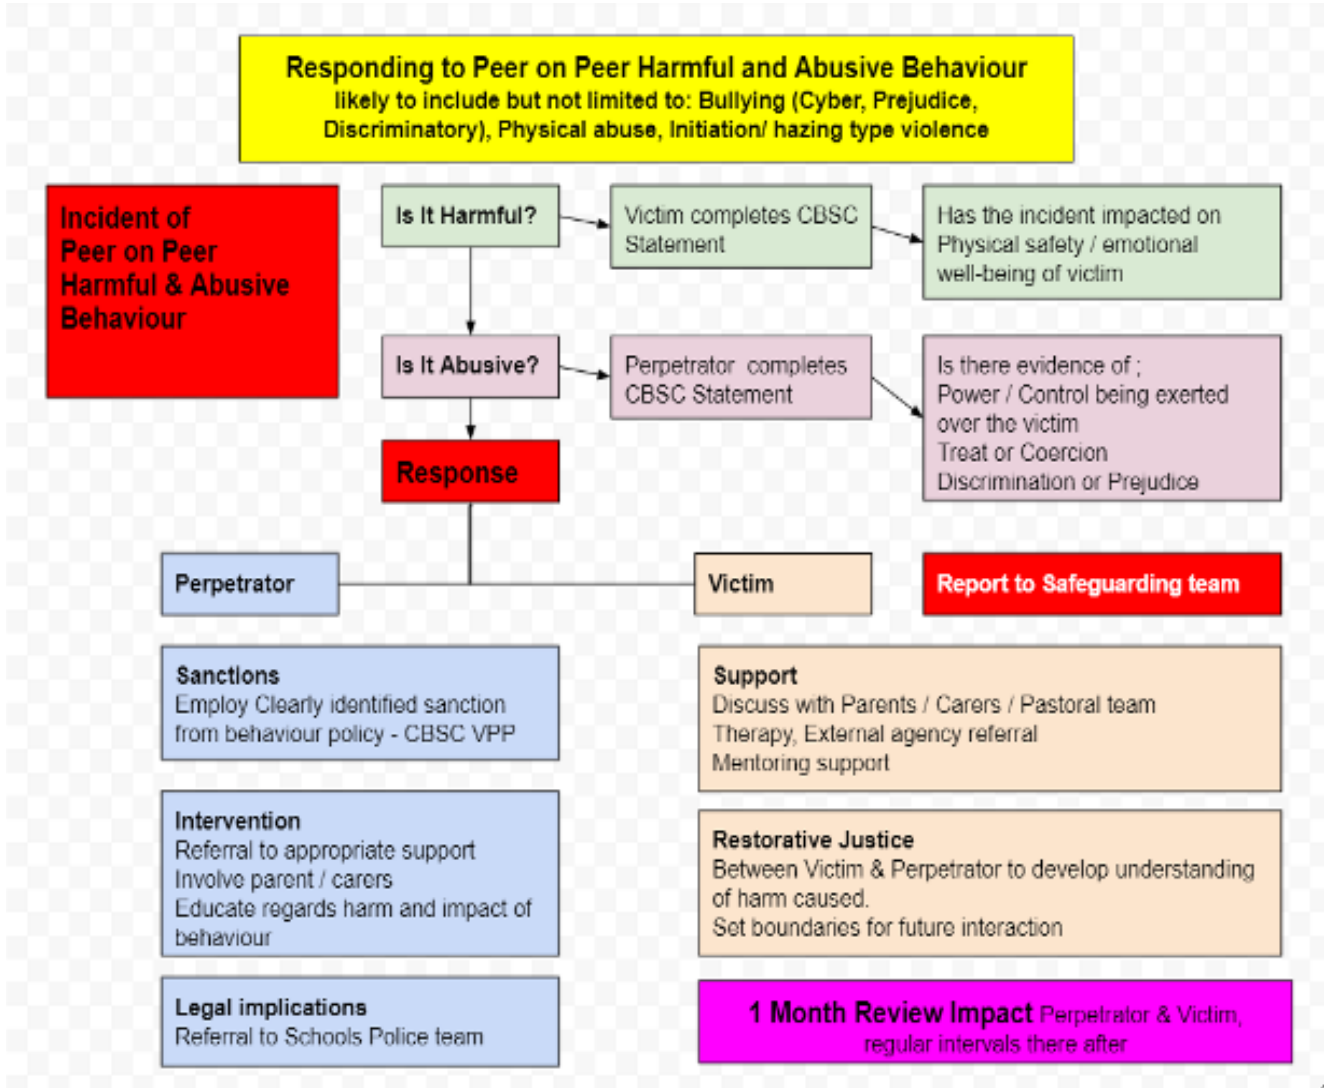 Responding to Peer on Peer Harmful and Abusive Behaviour
likely to include but not limited to: Bullying (Cyber, Prejudice,
Discriminatory), Physical abuse, Initiation/ hazing type violence
Incident of
Peer on Peer
Harmful & Abusive
Behaviour
Is It Harmful?
Victim completes CBSC
Statement
Has the incident impacted on
Physical safety / emotional
well-being of victim
Is It Abusive?
Perpetrator completes
CBSC Statement
Is there evidence of ;
Power / Control being exerted
over the victim
Treat or Coercion
Discrimination or Prejudice
Response
Perpetrator
Victim
Report to Safeguarding team
Sanctions
Employ Clearly identified sanction
from behaviour policy - CBSC VPP
Support
Discuss with Parents / Carers / Pastoral team
Therapy, External agency referral
Mentoring support
Intervention
Referral to appropriate support
Involve parent / carers
Educate regards harm and impact of
behaviour
Restorative Justice
Between Victim & Perpetrator to develop understanding
of harm caused.
Set boundaries for future interaction
Legal implications
Referral to Schools Police team
1 Month Review Impact Perpetrator & Victim,
regular intervals there after